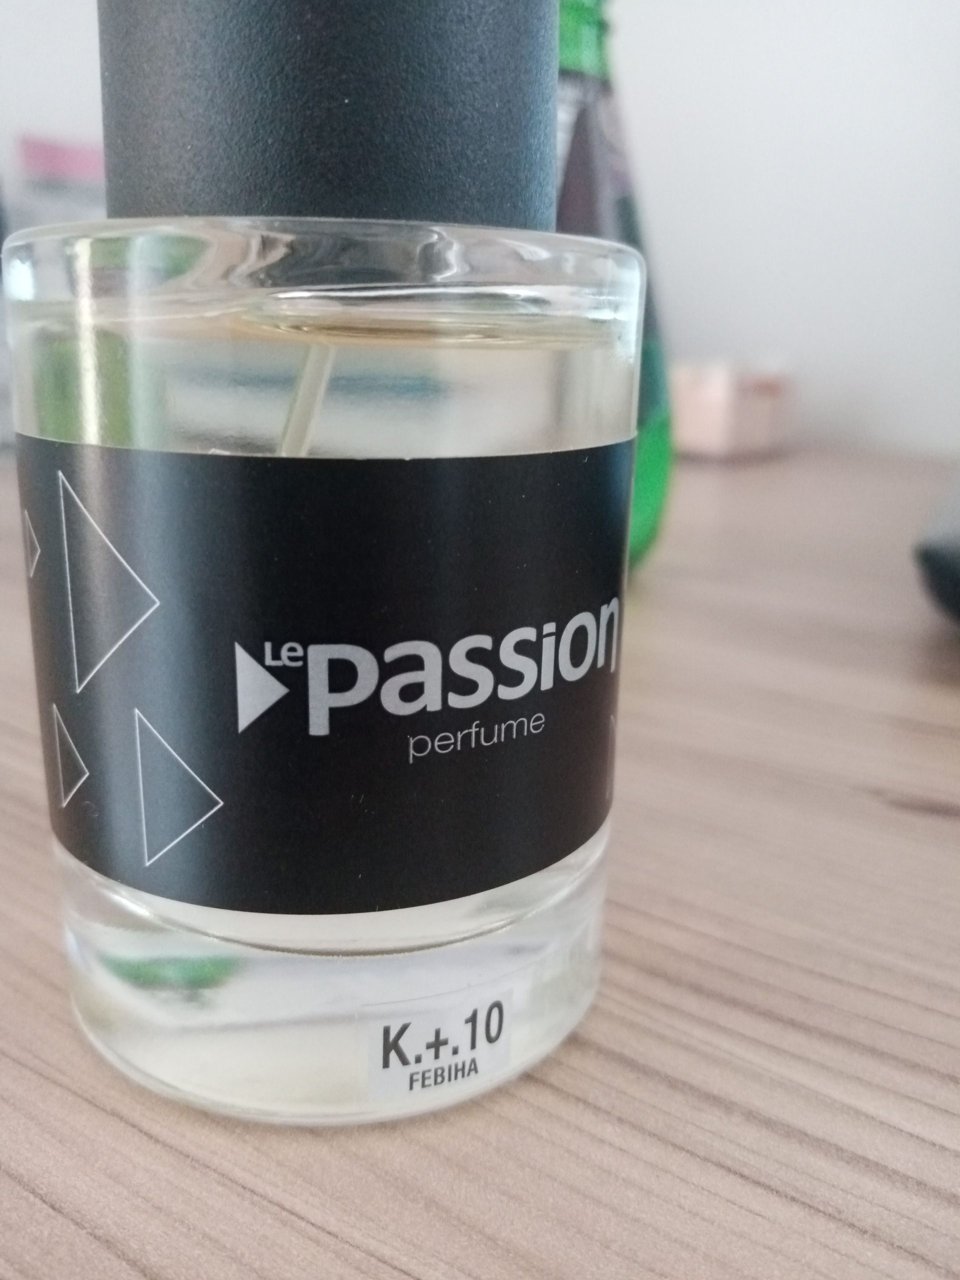 Le passion
perfume
K.+.10
FEBIHA